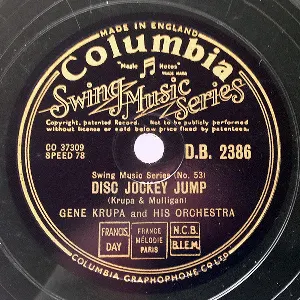 MADE IN ENGLAND
Columbia
"Magic Notes"
TRADE MARK
Swing Music Series
Copyright, patented Record. Not to be publicly performed
without licence or sold below price fixed by patentees.
CO 37309
SPEED 78
D.B. 2386
Swing Music Series (No. 53)
DISC JOCKEY JUMP
(Krupa & Mulligan)
GENE KRUPA and HIS ORCHESTRA
FRANCIS, DAY
FRANCE MÉLODIE PARIS
N.C.B. B.I.E.M.
COLUMBIA GRAPHOPHONE CO LTD